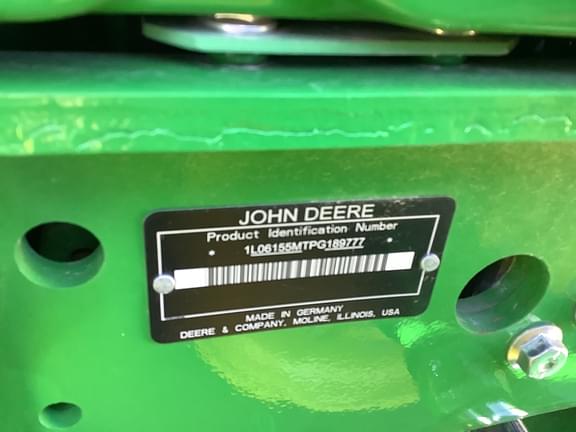 JOHN DEERE
Product Identification Number
* 1L06155MTPG189777 *
MADE IN GERMANY
DEERE & COMPANY, MOLINE, ILLINOIS, USA